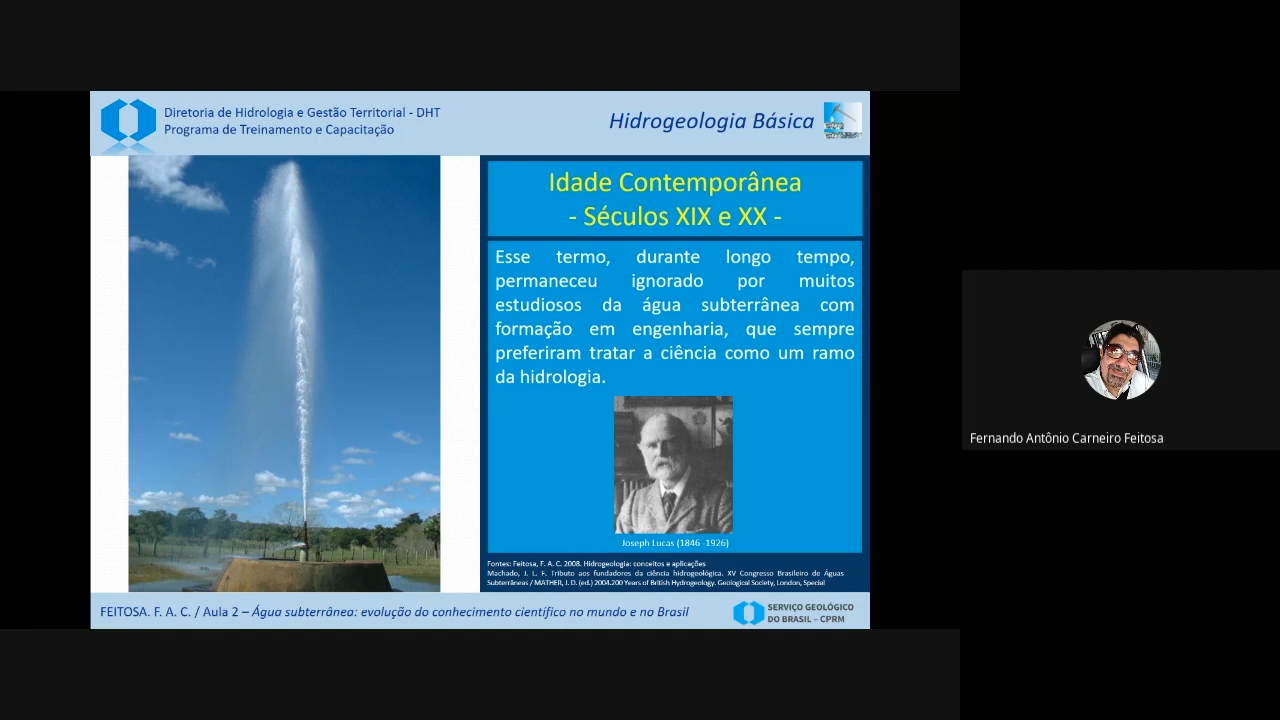 Diretoria de Hidrologia e Gestão Territorial - DHT
Programa de Treinamento e Capacitação
Hidrogeologia Básica
Idade Contemporânea
- Séculos XIX e XX -
Esse termo, durante longo tempo,
permaneceu ignorado por muitos
estudiosos da água subterrânea com
formação em engenharia, que sempre
preferiram tratar a ciência como um ramo
da hidrologia.
Joseph Lucas (1846 -1926)
Fontes: Feitosa, F. A. C. 2008. Hidrogeologia: conceitos e aplicações
Machado, J. L. F. Tributo aos fundadores da ciência hidrogeológica. XV Congresso Brasileiro de Águas
Subterrâneas / MATHER, J. D. (ed.) 2004.200 Years of British Hydrogeology. Geological Society, London, Special
FEITOSA. F. A. C. / Aula 2 – Água subterrânea: evolução do conhecimento científico no mundo e no Brasil
SERVIÇO GEOLÓGICO
DO BRASIL – CPRM
Fernando Antônio Carneiro Feitosa